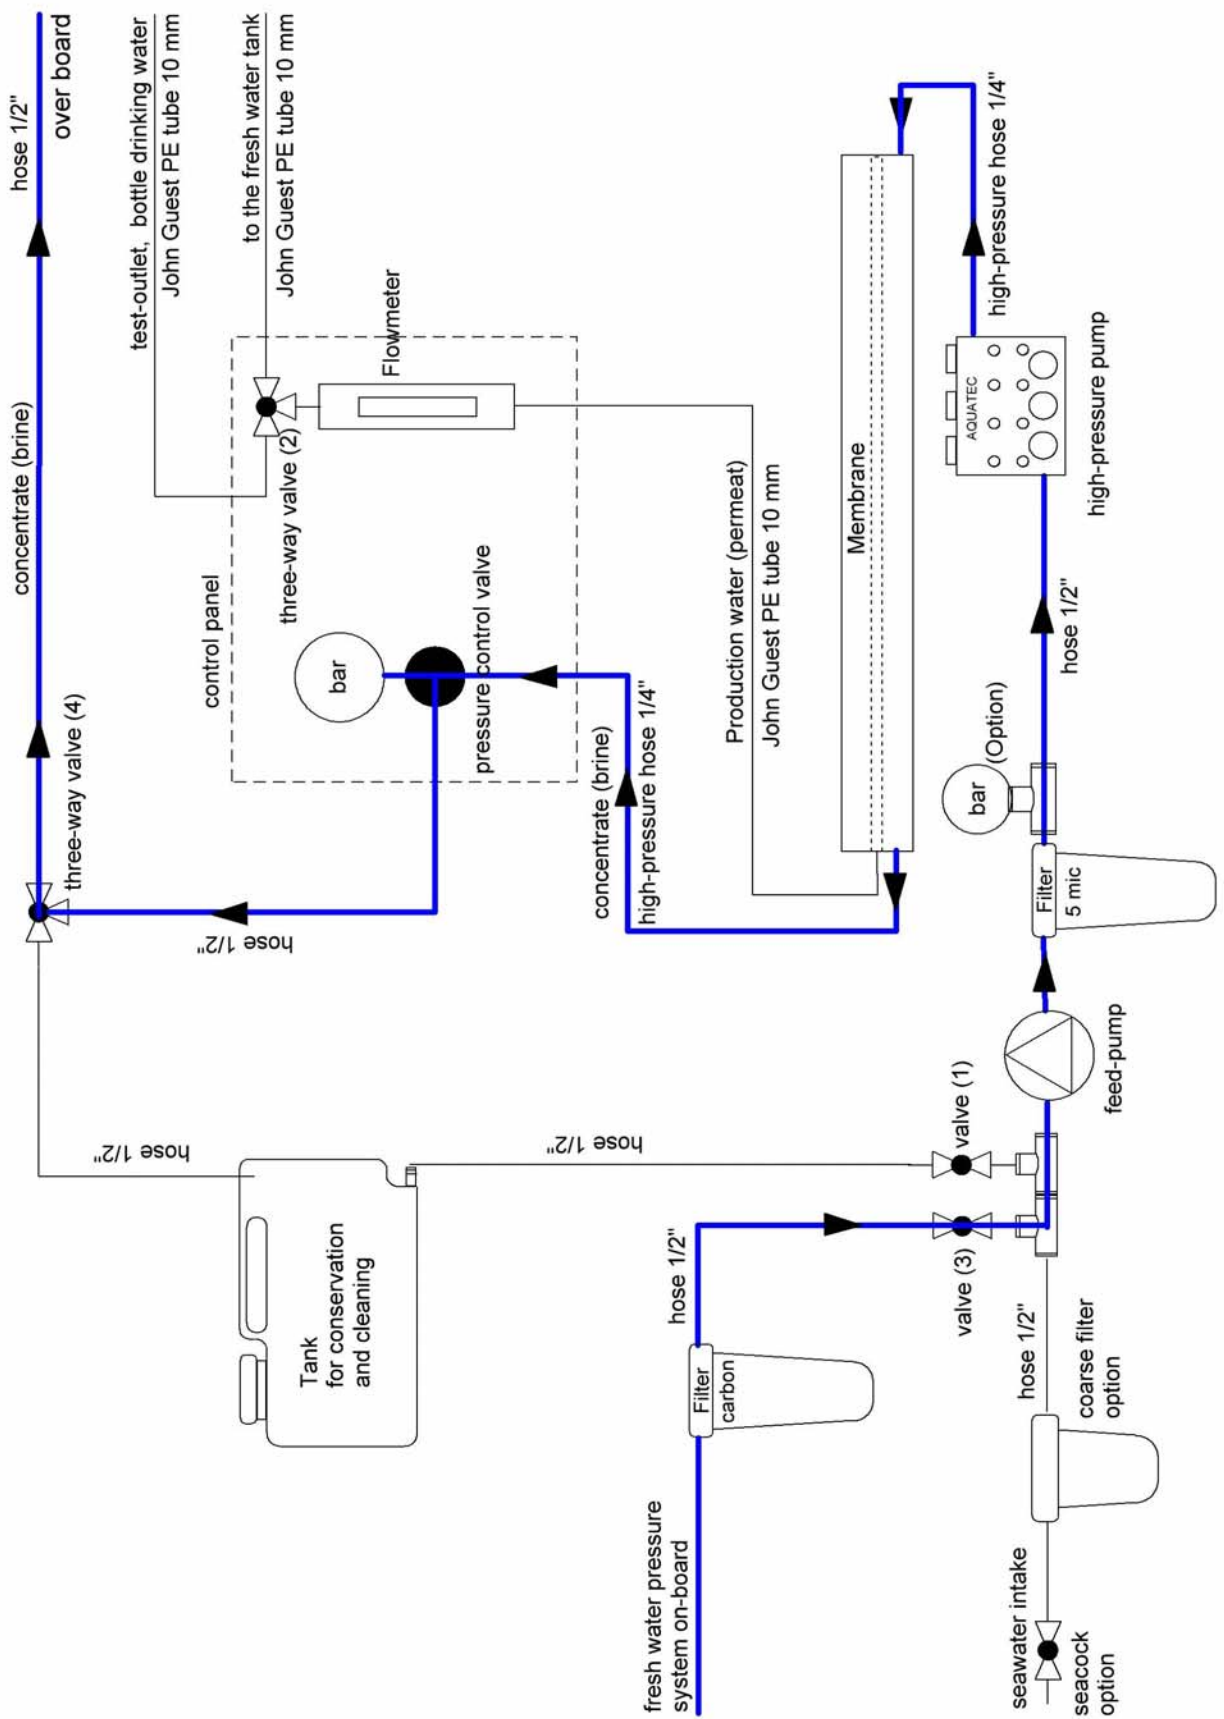 hose 1/2"
over board
concentrate (brine)
three-way valve (4)
hose 1/2"
hose 1/2"
test-outlet, bottle drinking water
John Guest PE tube 10 mm
to the fresh water tank
John Guest PE tube 10 mm
control panel
three-way valve (2)
Flowmeter
bar
pressure control valve
concentrate (brine)
high-pressure hose 1/4"
Production water (permeat)
John Guest PE tube 10 mm
Membrane
high-pressure hose 1/4"
AQUATEC
high-pressure pump
hose 1/2"
bar
(Option)
Filter
5 mic
feed-pump
valve (1)
hose 1/2"
valve (3)
hose 1/2"
Tank
for conservation
and cleaning
Filter
carbon
fresh water pressure
system on-board
hose 1/2"
coarse filter
option
seawater intake
seacock
option